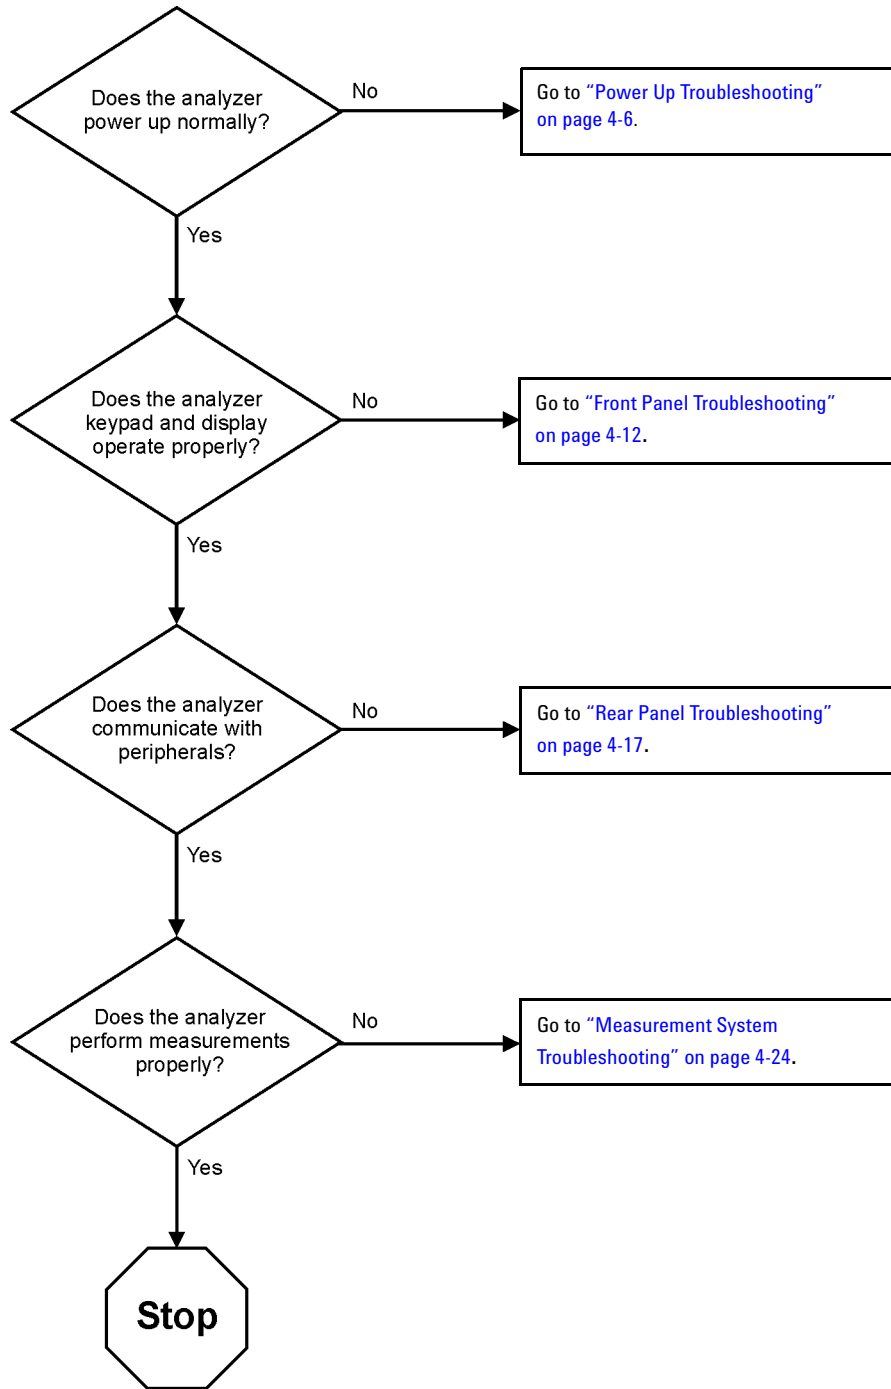 Does the analyzer
power up normally?
No
Go to “Power Up Troubleshooting”
on page 4-6.
Yes
Does the analyzer
keypad and display
operate properly?
No
Go to “Front Panel Troubleshooting”
on page 4-12.
Yes
Does the analyzer
communicate with
peripherals?
No
Go to “Rear Panel Troubleshooting”
on page 4-17.
Yes
Does the analyzer
perform measurements
properly?
No
Go to “Measurement System
Troubleshooting” on page 4-24.
Yes
Stop